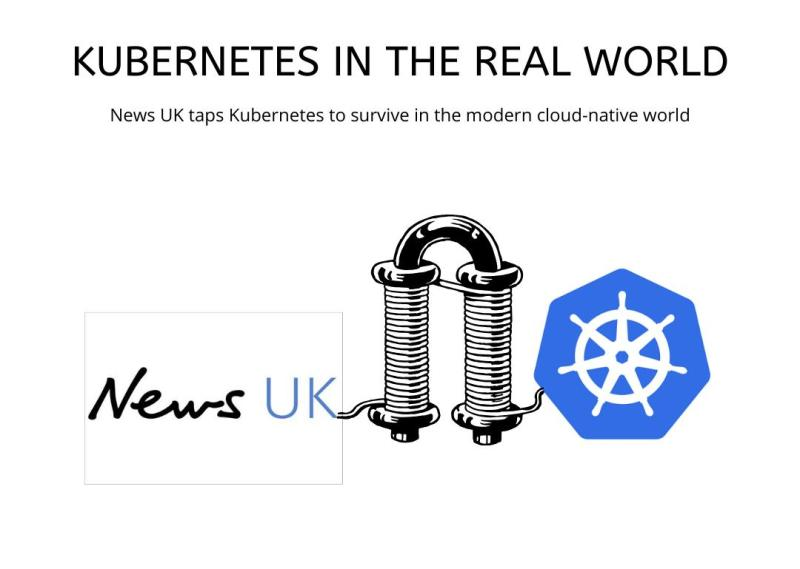 KUBERNETES IN THE REAL WORLD
News UK taps Kubernetes to survive in the modern cloud-native world
News UK